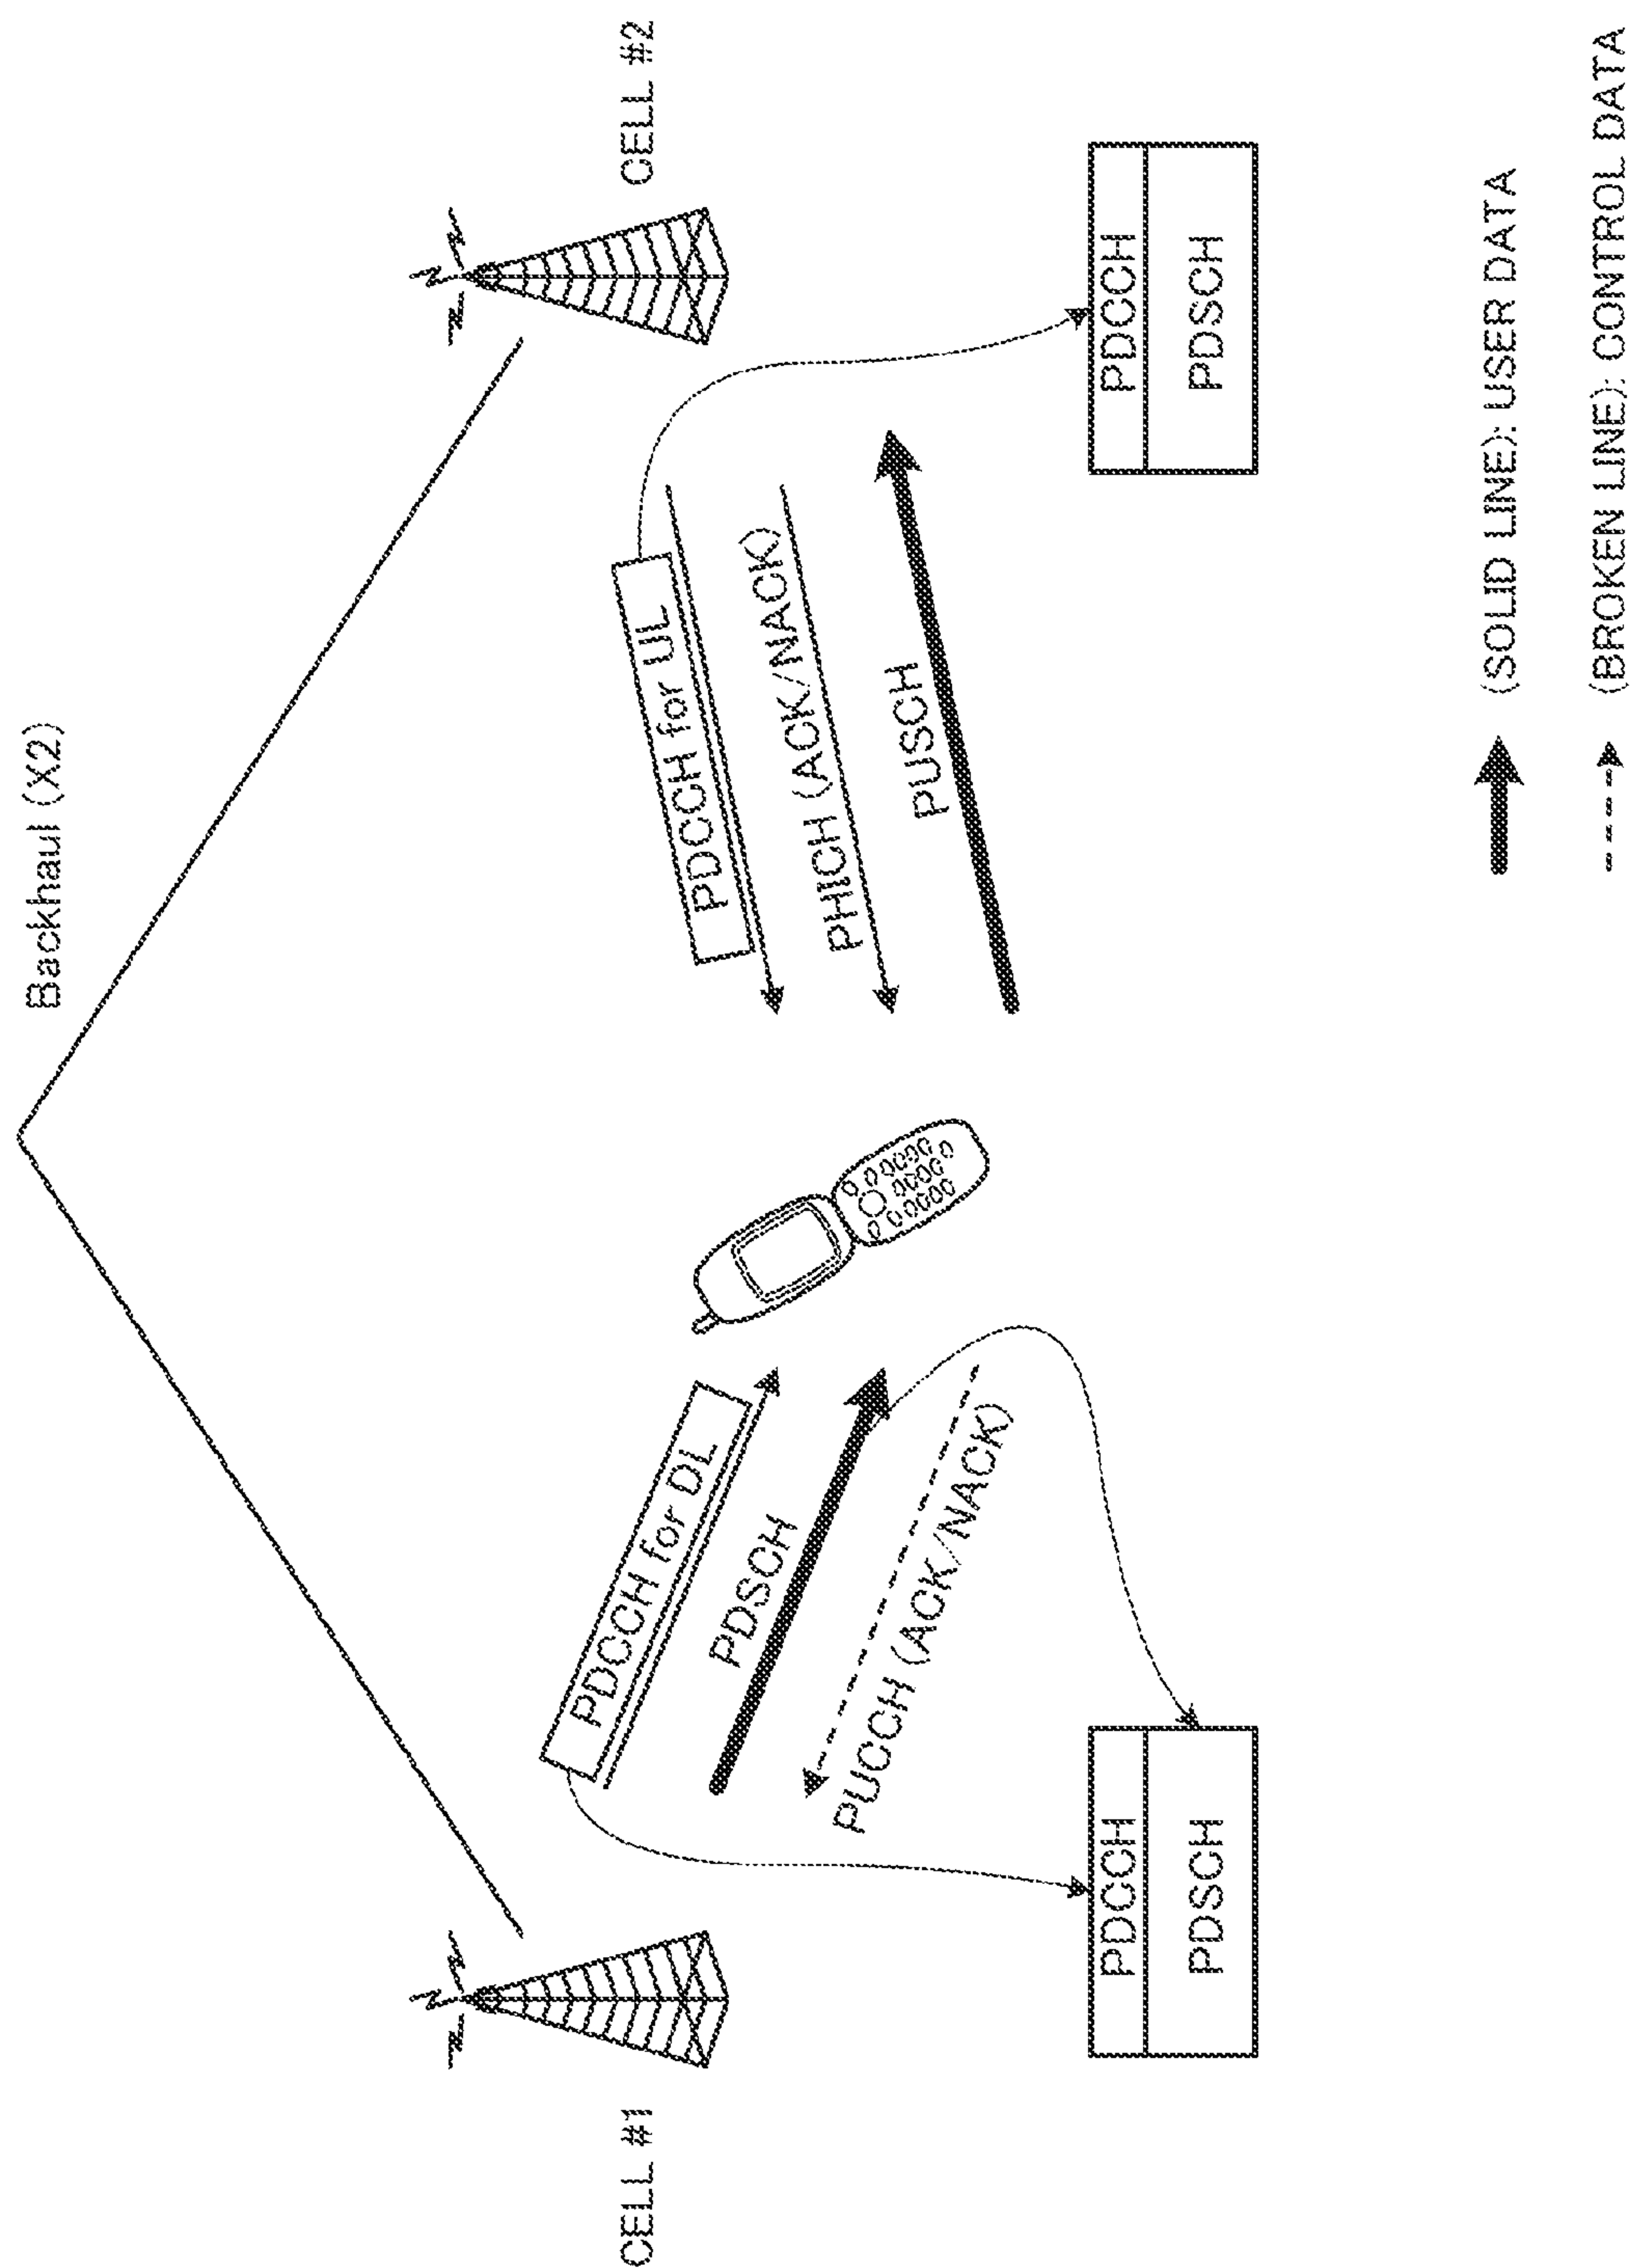 Backhaul (X2)
CELL #1
CELL #2
PDCCH for DL
PDSCH
PUCCH (ACK/NACK)
PDCCH for UL
PHICH (ACK/NACK)
PUSCH
PDCCH
PDSCH
PDCCH
PDSCH
(SOLID LINE): USER DATA
(BROKEN LINE): CONTROL DATA